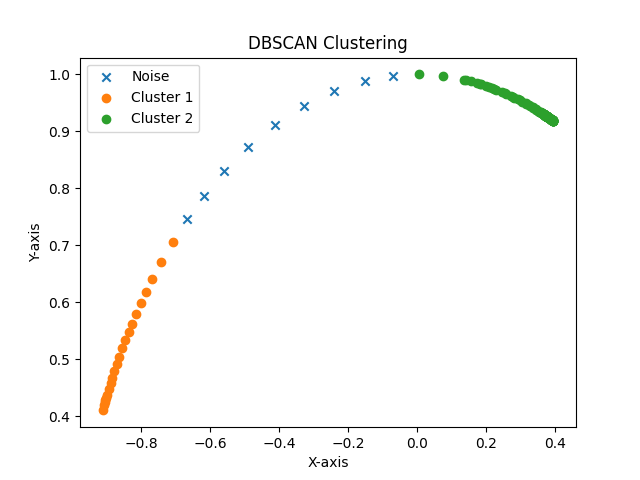 DBSCAN Clustering
Noise
Cluster 1
Cluster 2
Y-axis
1.0
0.9
0.8
0.7
0.6
0.5
0.4
−0.8 −0.6 −0.4 −0.2 0.0 0.2 0.4
X-axis